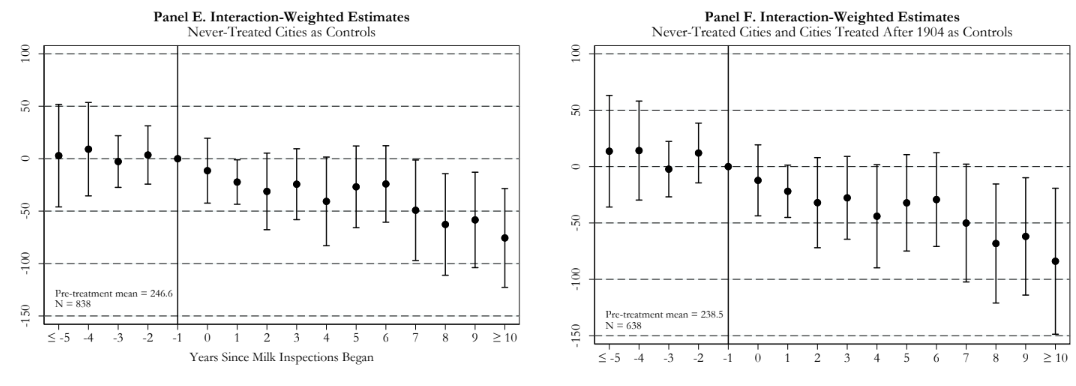 Panel E. Interaction-Weighted Estimates
Never-Treated Cities as Controls
100
50
0
-50
-100
-150
Pre-treatment mean = 246.6
N = 838
≤ -5 -4 -3 -2 -1 0 1 2 3 4 5 6 7 8 9 ≥ 10
Years Since Milk Inspections Began
Panel F. Interaction-Weighted Estimates
Never-Treated Cities and Cities Treated After 1904 as Controls
100
50
0
-50
-100
-150
Pre-treatment mean = 238.5
N = 638
≤ -5 -4 -3 -2 -1 0 1 2 3 4 5 6 7 8 9 ≥ 10